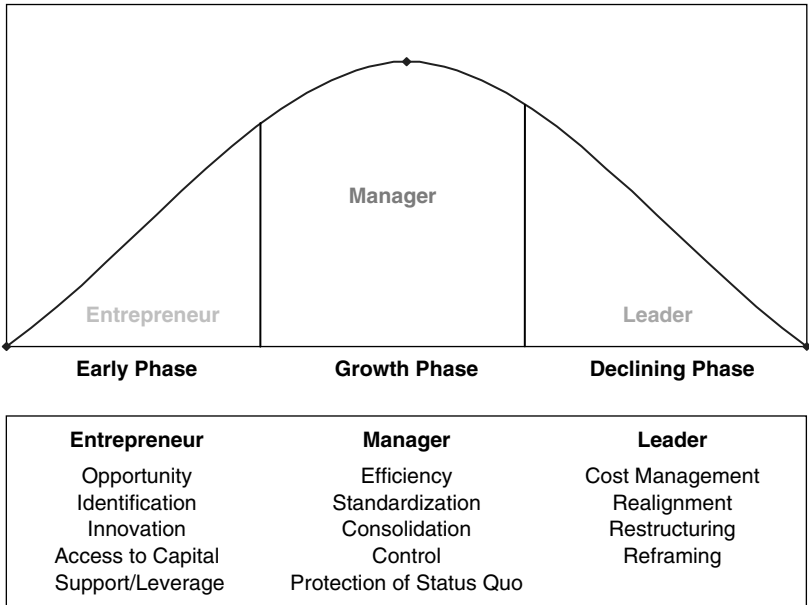 Manager
Entrepreneur
Leader
Early Phase
Growth Phase
Declining Phase
Entrepreneur
Opportunity
Identification
Innovation
Access to Capital
Support/Leverage
Manager
Efficiency
Standardization
Consolidation
Control
Protection of Status Quo
Leader
Cost Management
Realignment
Restructuring
Reframing